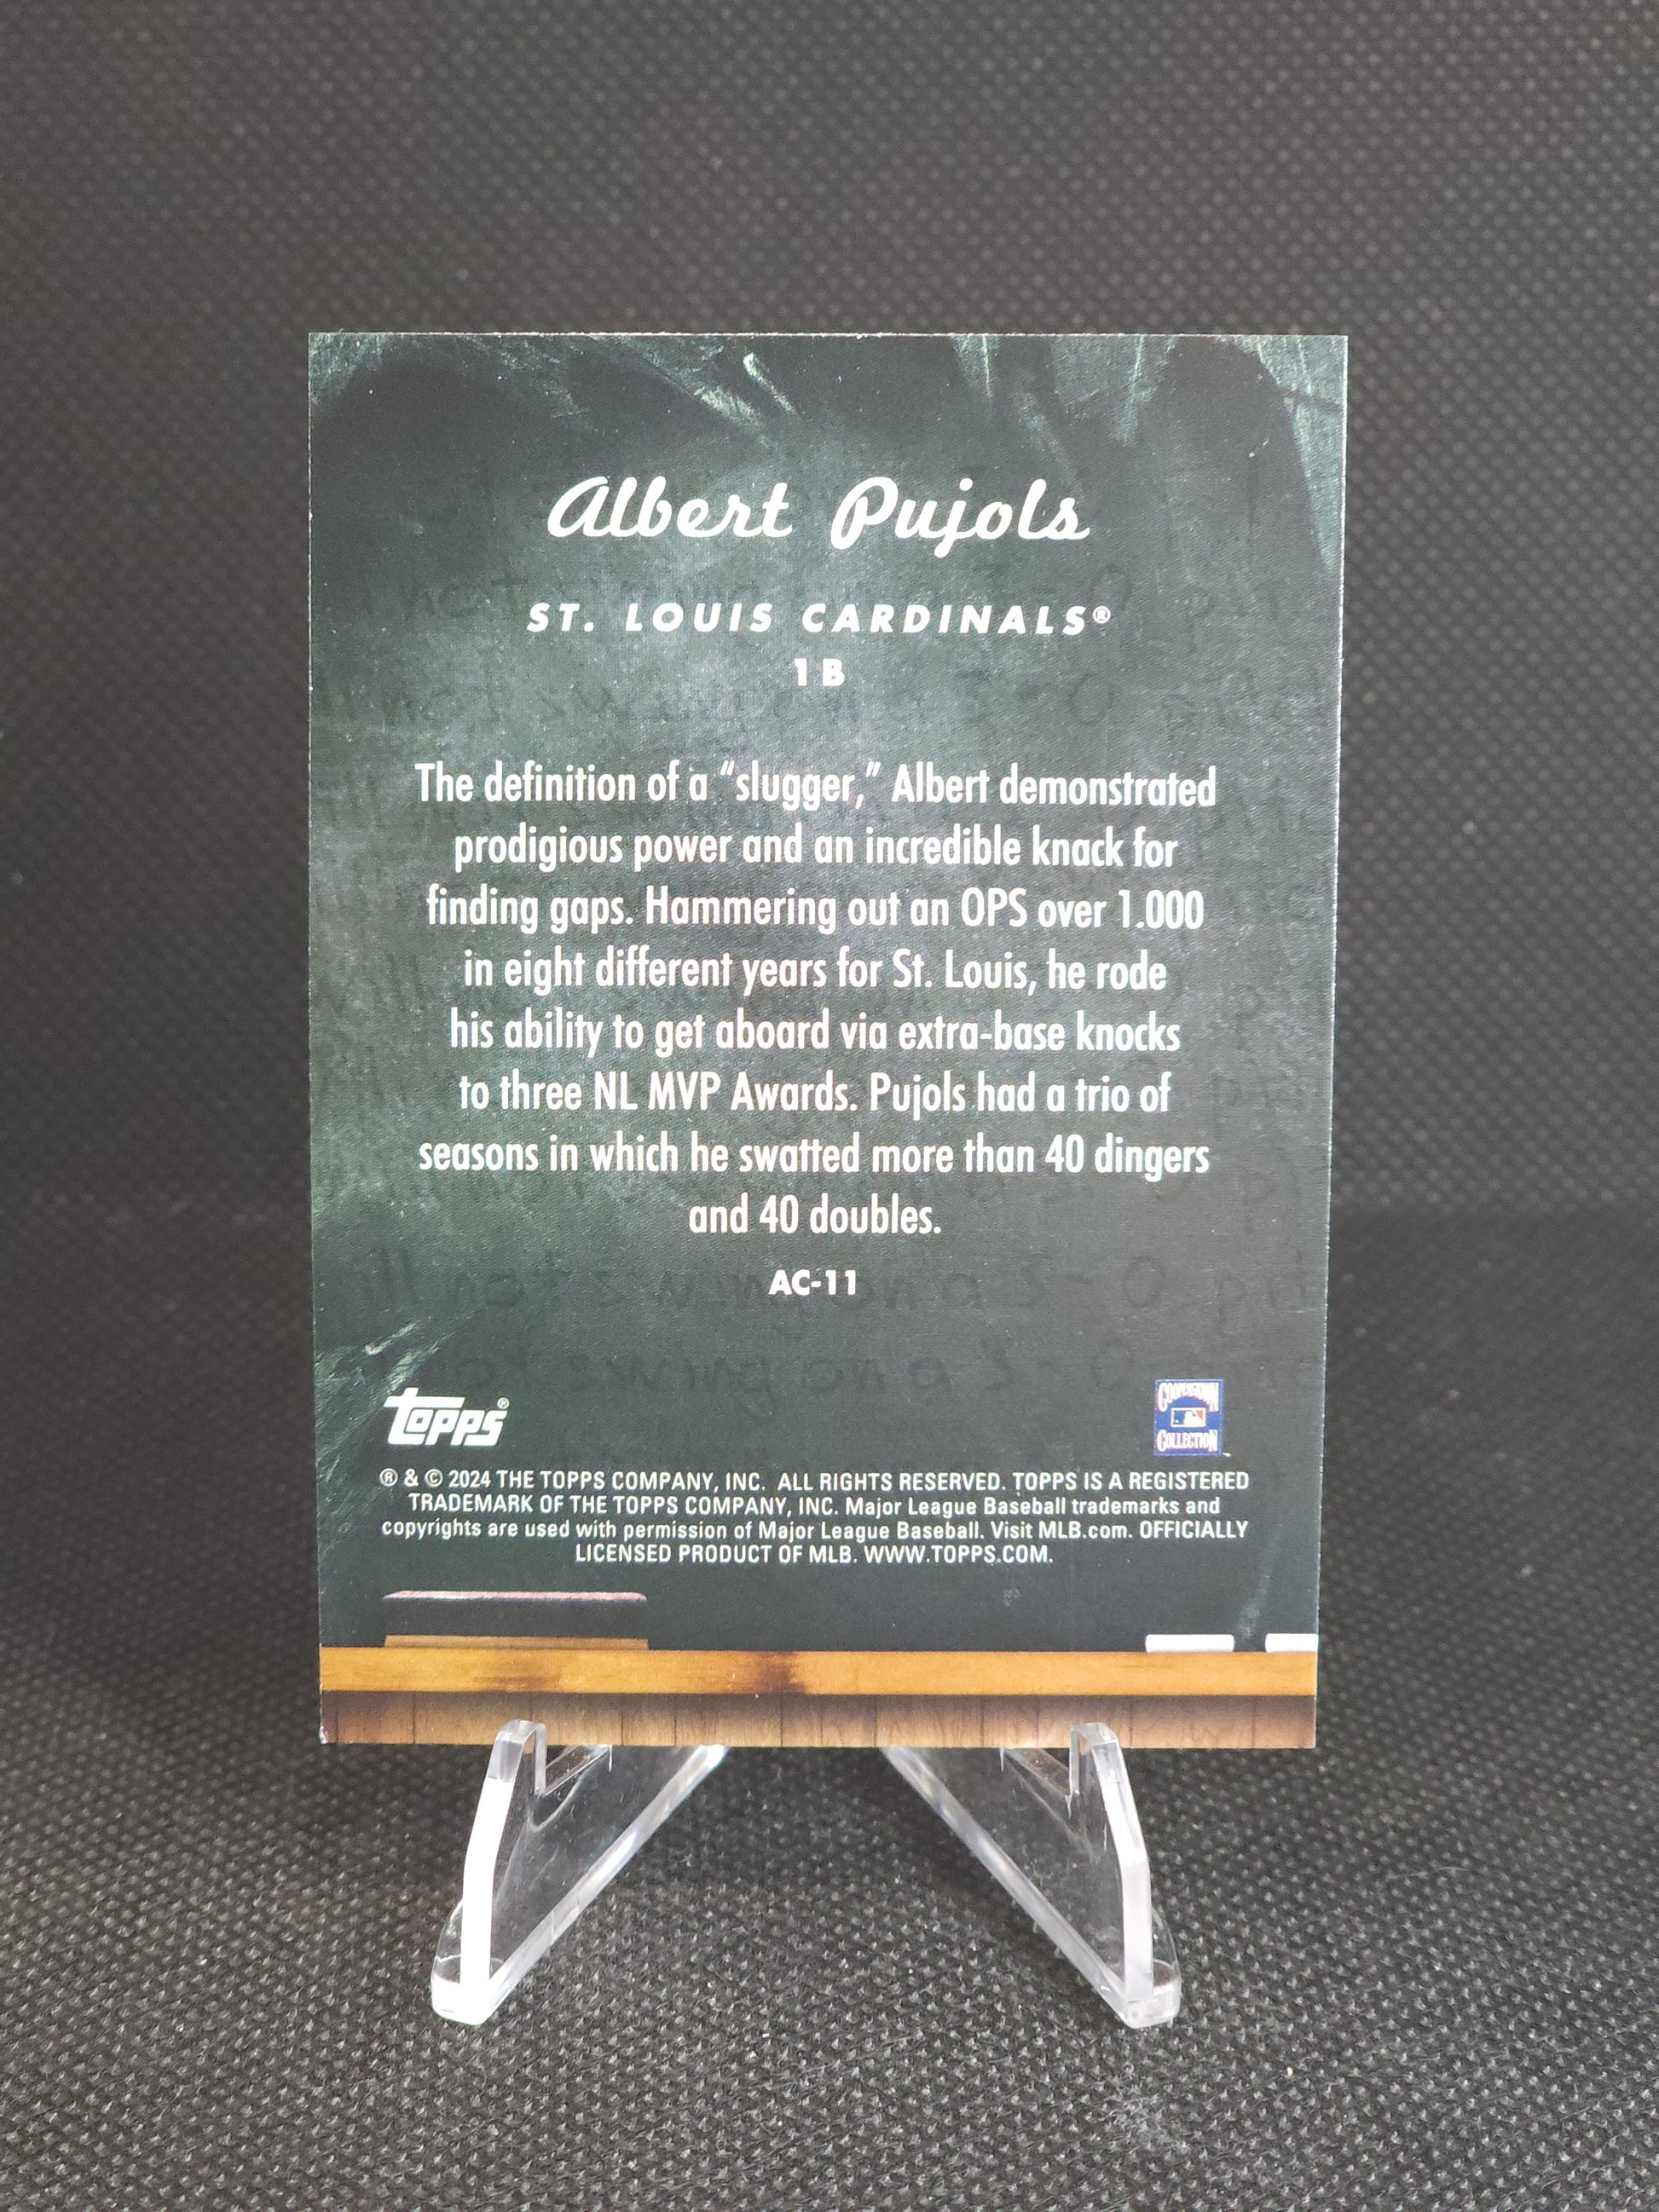 Albert Pujols
ST. LOUIS CARDINALS®
1B
The definition of a “slugger,” Albert demonstrated
prodigious power and an incredible knack for
finding gaps. Hammering out an OPS over 1.000
in eight different years for St. Louis, he rode
his ability to get aboard via extra-base knocks
to three NL MVP Awards. Pujols had a trio of
seasons in which he swatted more than 40 dingers
and 40 doubles.
AC-11
topps®
COOPERSTOWN
COLLECTION
® & © 2024 THE TOPPS COMPANY, INC. ALL RIGHTS RESERVED. TOPPS IS A REGISTERED
TRADEMARK OF THE TOPPS COMPANY, INC. Major League Baseball trademarks and
copyrights are used with permission of Major League Baseball. Visit MLB.com. OFFICIALLY
LICENSED PRODUCT OF MLB. WWW.TOPPS.COM.